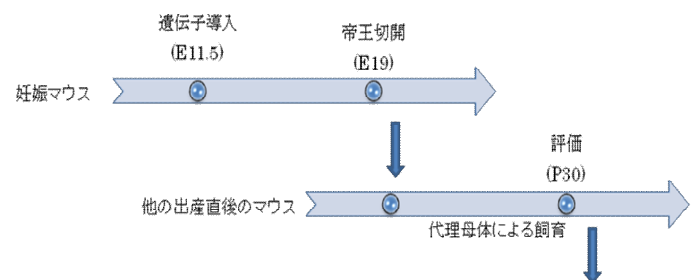 遺伝子導入
(E11.5)
帝王切開
(E19)
妊娠マウス
評価
(P30)
他の出産直後のマウス
代理母体による飼育